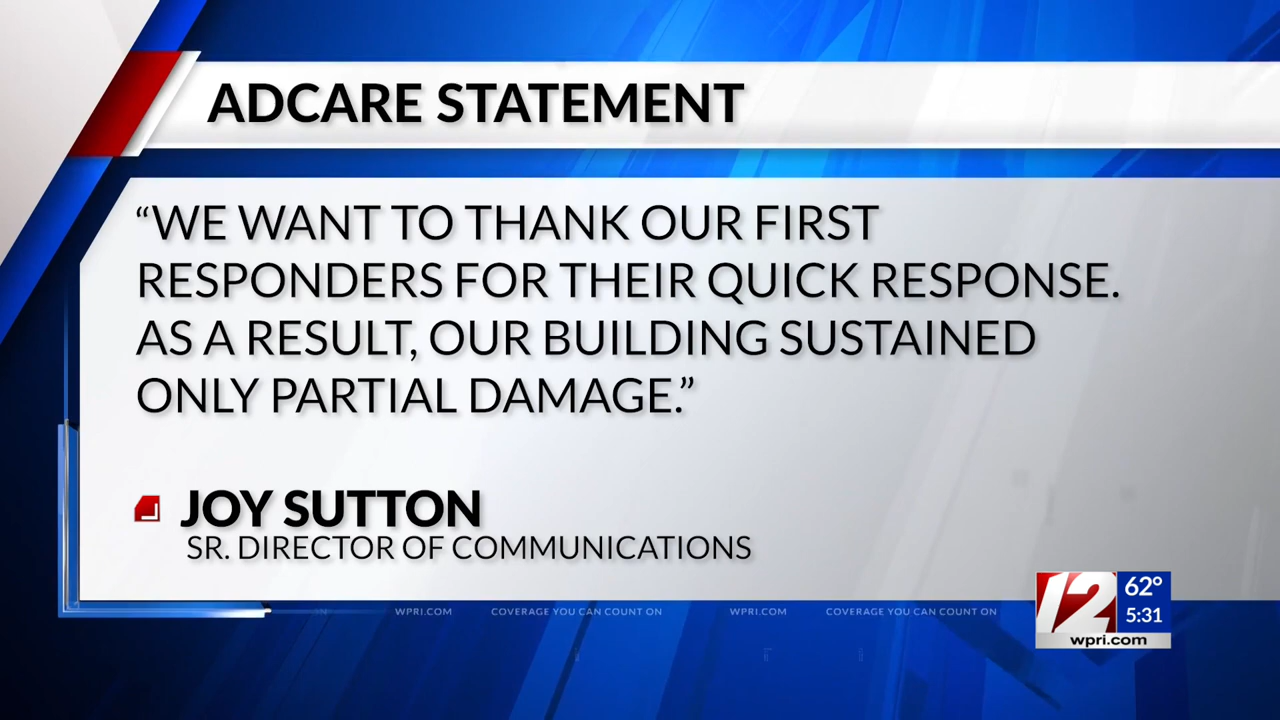 ADCARE STATEMENT
“WE WANT TO THANK OUR FIRST
RESPONDERS FOR THEIR QUICK RESPONSE.
AS A RESULT, OUR BUILDING SUSTAINED
ONLY PARTIAL DAMAGE.”
JOY SUTTON
SR. DIRECTOR OF COMMUNICATIONS
WPRI.COM COVERAGE YOU CAN COUNT ON WPRI.COM COVERAGE YOU CAN COUNT ON
12
62°
5:31
wpri.com